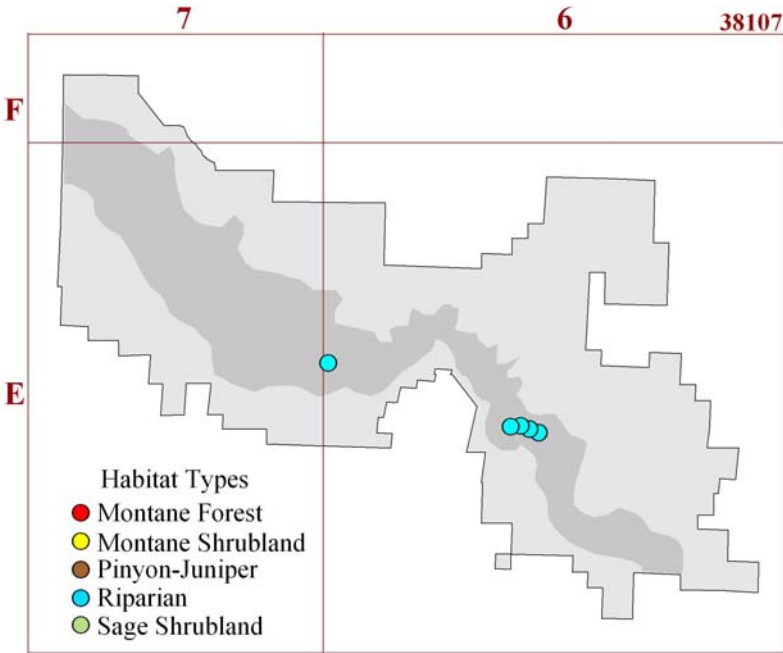 7 6 38107
F
E
Habitat Types
Montane Forest
Montane Shrubland
Pinyon-Juniper
Riparian
Sage Shrubland